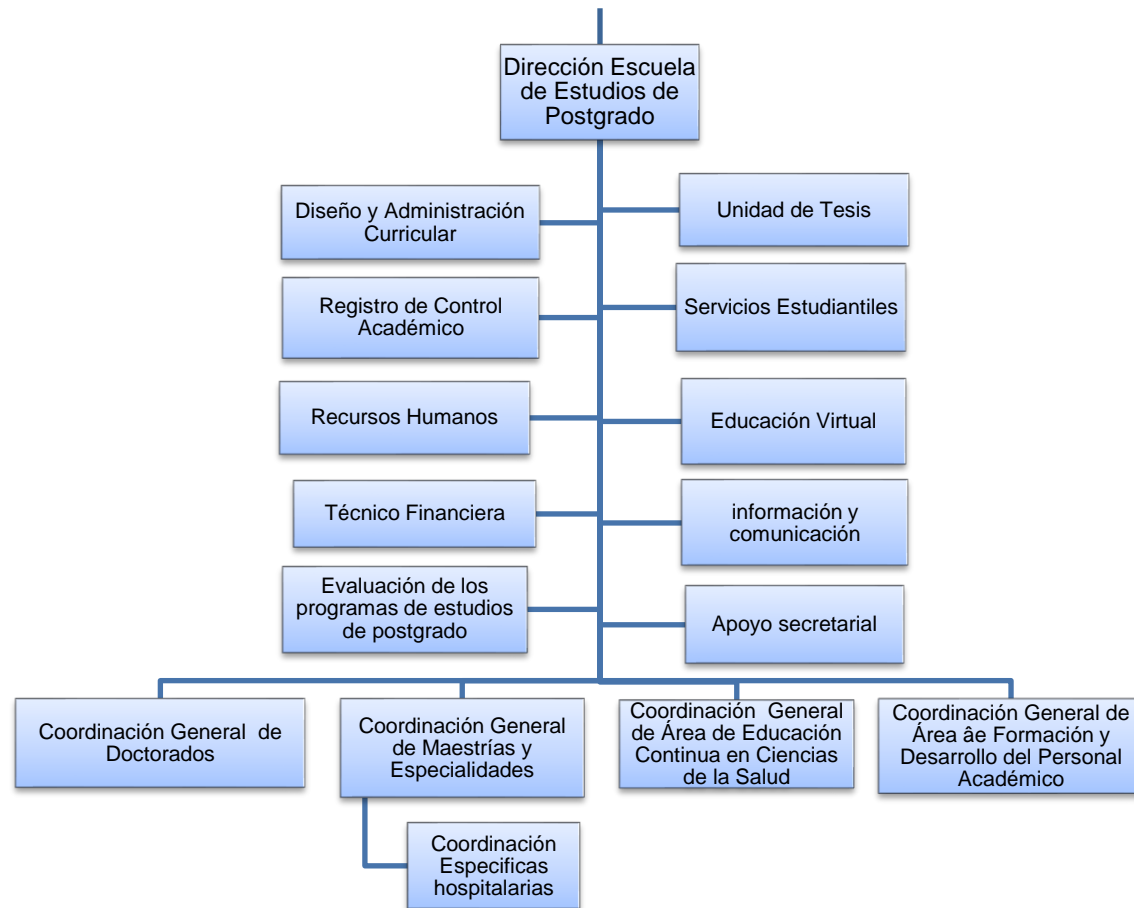 Dirección Escuela
de Estudios de
Postgrado
Diseño y Administración
Curricular
Unidad de Tesis
Registro de Control
Académico
Servicios Estudiantiles
Recursos Humanos
Educación Virtual
Técnico Financiera
información y
comunicación
Evaluación de los
programas de estudios
de postgrado
Apoyo secretarial
Coordinación General de
Doctorados
Coordinación General
de Maestrías y
Especialidades
Coordinación General
de Área de Educación
Continua en Ciencias
de la Salud
Coordinación General de
Área âe Formación y
Desarrollo del Personal
Académico
Coordinación
Especificas
hospitalarias